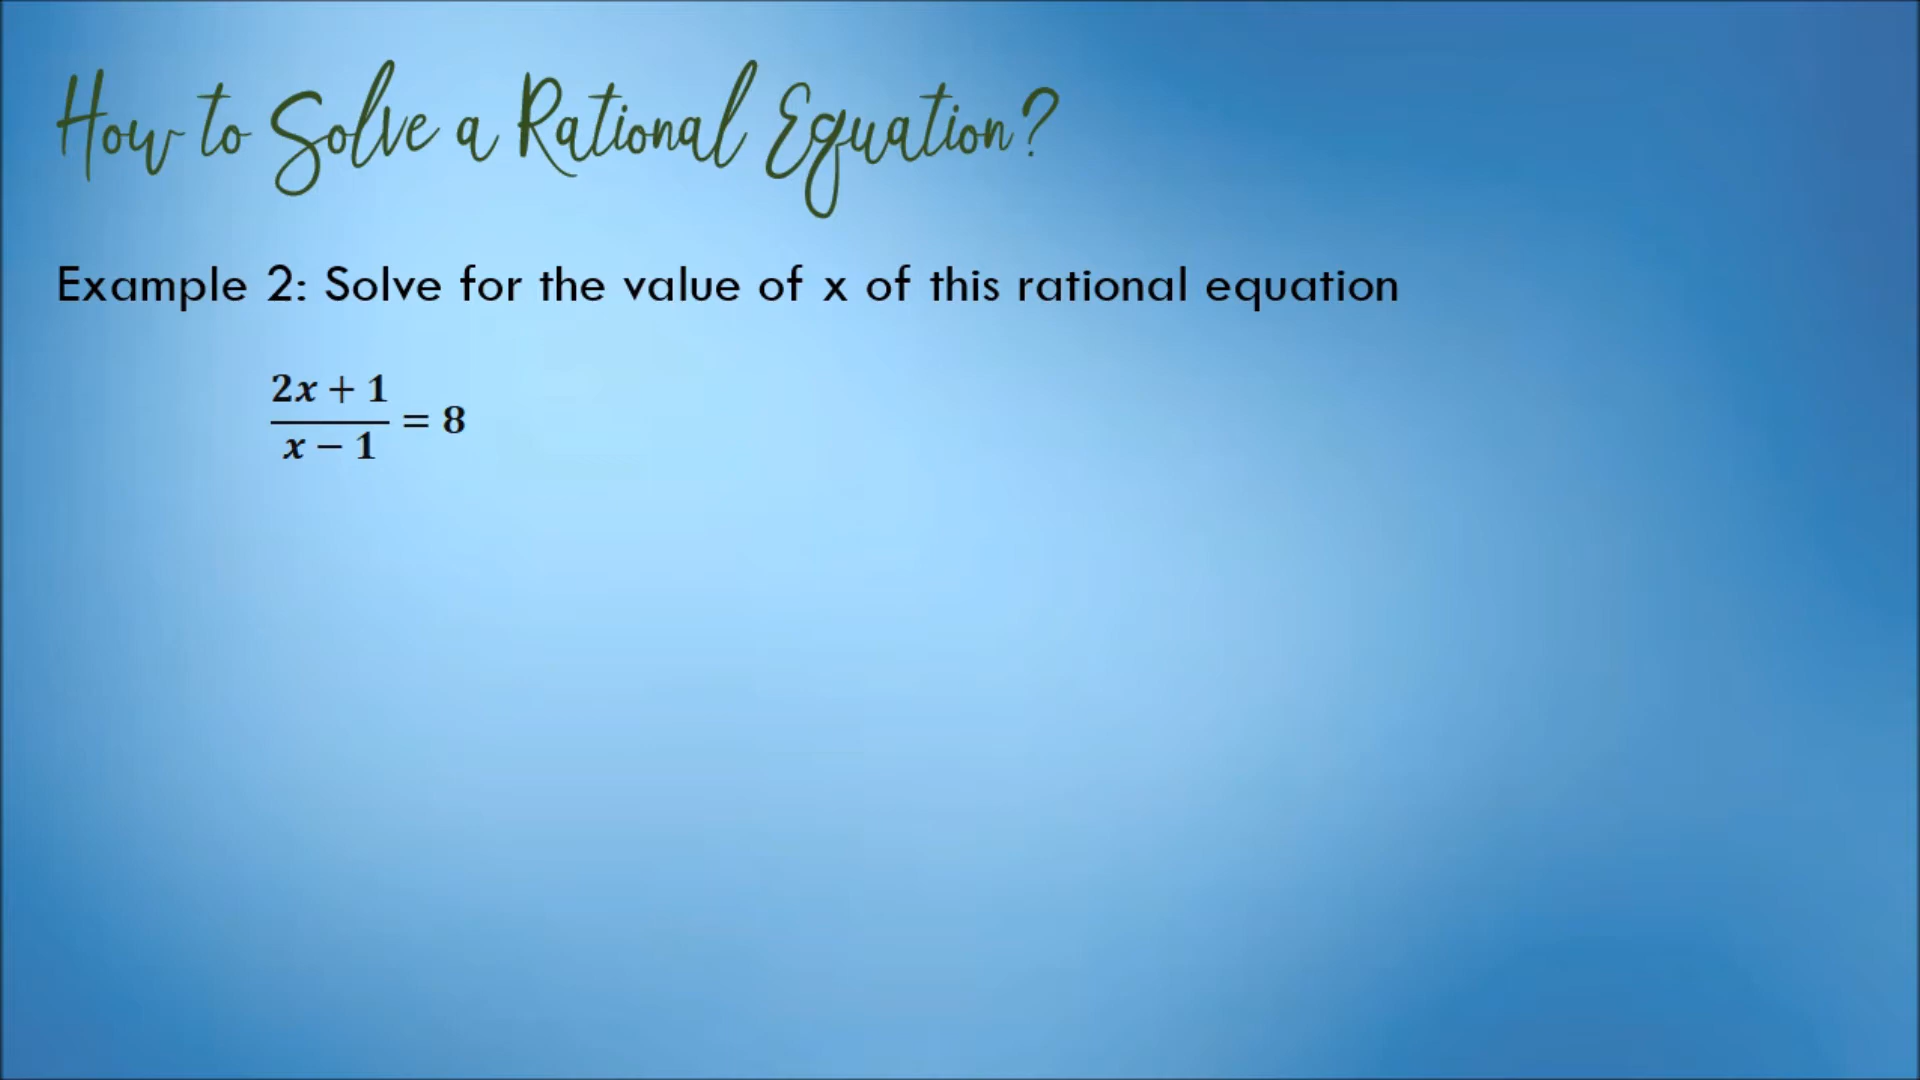 How to Solve a Rational Equation?
Example 2: Solve for the value of x of this rational equation
2x + 1
x − 1
= 8